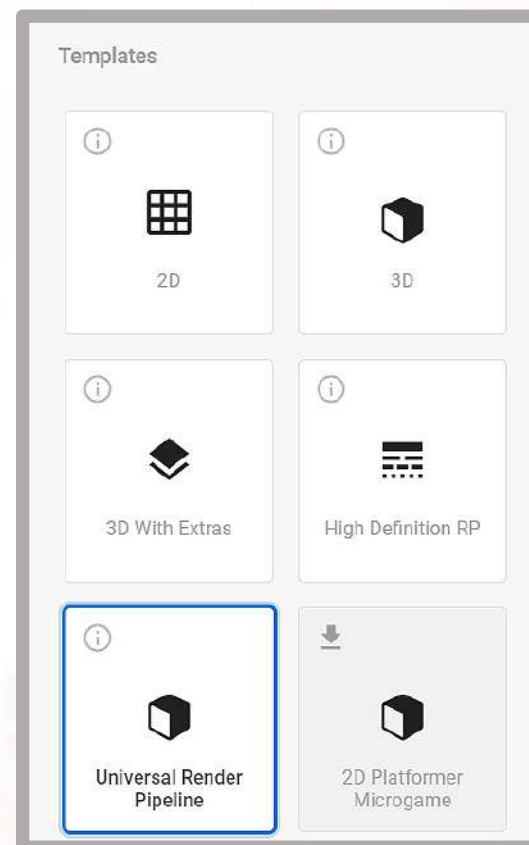 Templates
2D
3D
3D With Extras
High Definition RP
Universal Render
Pipeline
2D Platformer
Microgame